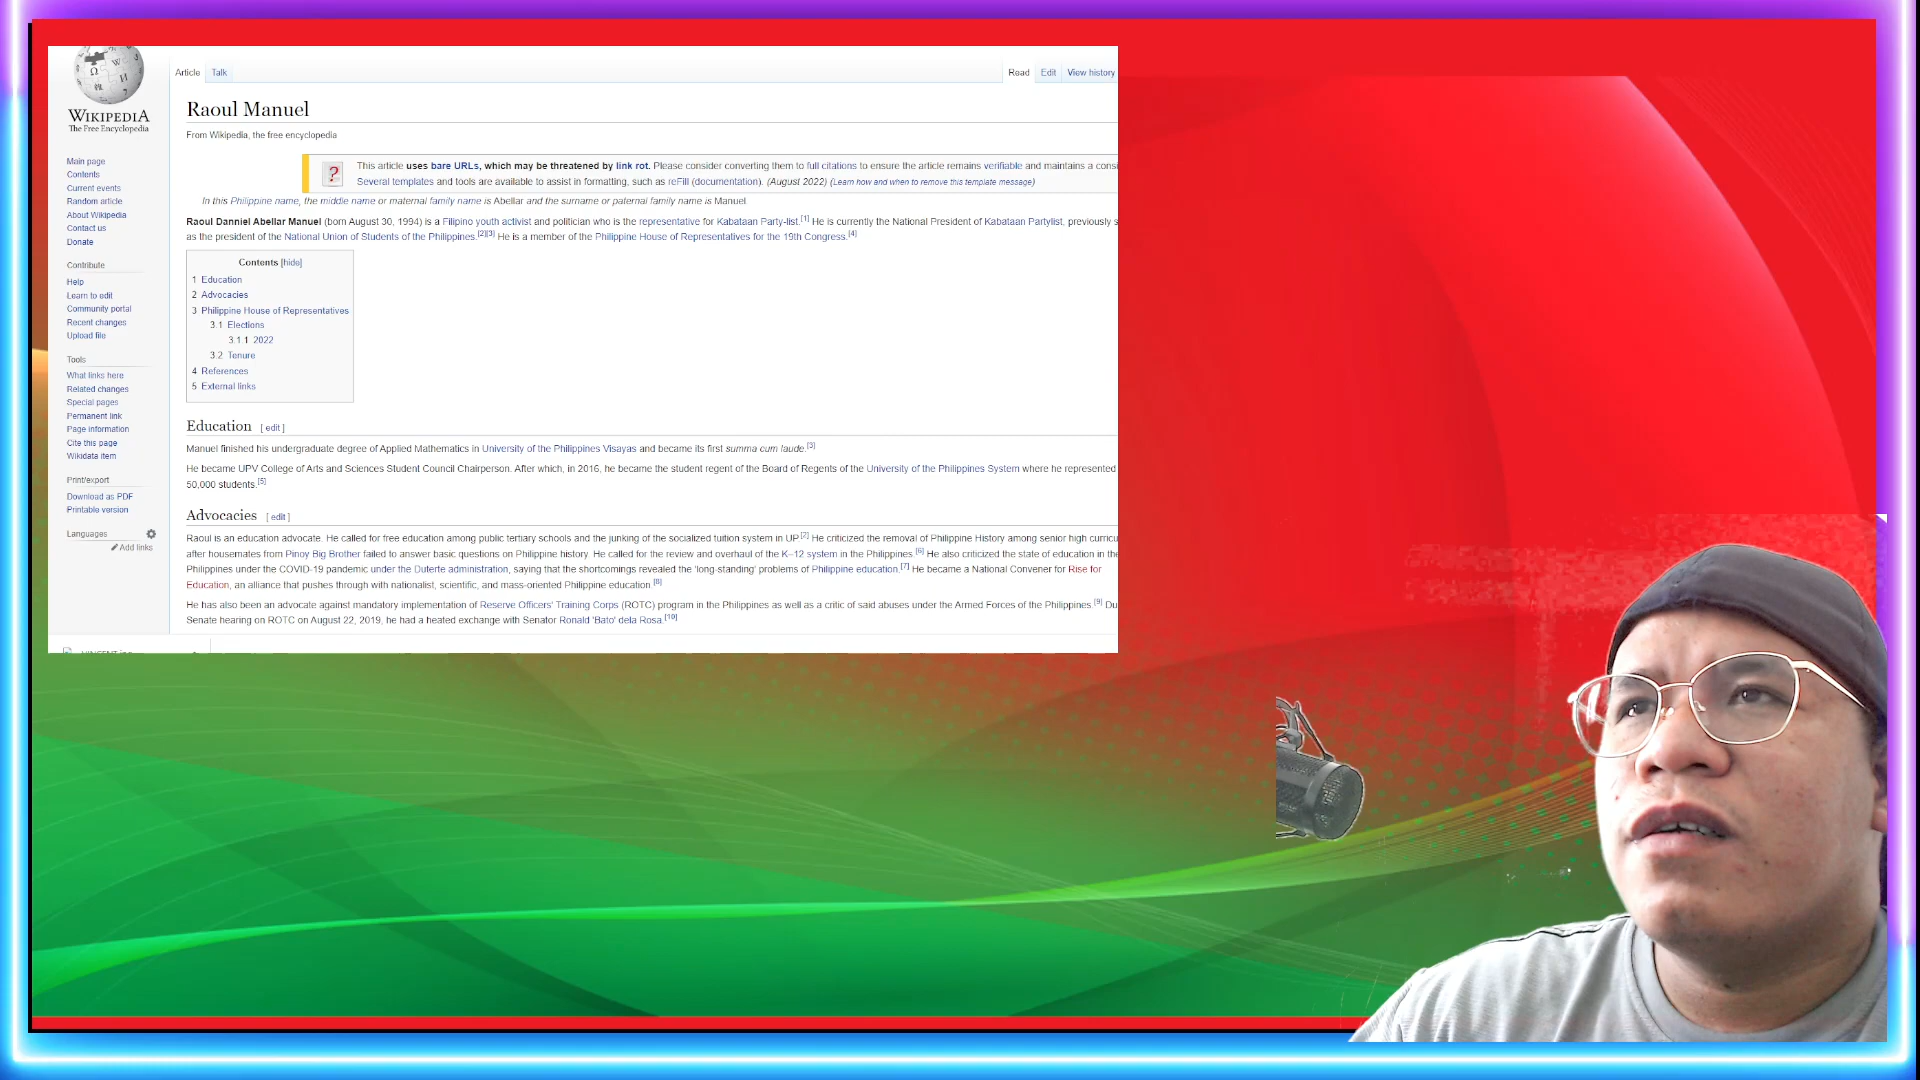 WIKIPEDIA
The Free Encyclopedia
Main page
Contents
Current events
Random article
About Wikipedia
Contact us
Donate
Contribute
Help
Learn to edit
Community portal
Recent changes
Upload file
Tools
What links here
Related changes
Special pages
Permanent link
Page information
Cite this page
Wikidata item
Print/export
Download as PDF
Printable version
Languages
Add links
Article Talk
Read Edit View history
Raoul Manuel
From Wikipedia, the free encyclopedia
This article uses bare URLs, which may be threatened by link rot. Please consider converting them to full citations to ensure the article remains verifiable and maintains a consi
Several templates and tools are available to assist in formatting, such as reFill (documentation). (August 2022) (Learn how and when to remove this template message)
In this Philippine name, the middle name or maternal family name is Abellar and the surname or paternal family name is Manuel
Raoul Danniel Abellar Manuel (born August 30, 1994) is a Filipino youth activist and politician who is the representative for Kabataan Party-list.[1] He is currently the National President of Kabataan Partylist, previously s
as the president of the National Union of Students of the Philippines.[2][3] He is a member of the Philippine House of Representatives for the 19th Congress.[4]
Contents [hide]
1 Education
2 Advocacies
3 Philippine House of Representatives
3.1 Elections
3.1.1 2022
3.2 Tenure
4 References
5 External links
Education [ edit ]
Manuel finished his undergraduate degree of Applied Mathematics in University of the Philippines Visayas and became its first summa cum laude.[3]
He became UPV College of Arts and Sciences Student Council Chairperson. After which, in 2016, he became the student regent of the Board of Regents of the University of the Philippines System where he represented
50,000 students.[5]
Advocacies [ edit ]
Raoul is an education advocate. He called for free education among public tertiary schools and the junking of the socialized tuition system in UP[2] He criticized the removal of Philippine History among senior high curricu
after housemates from Pinoy Big Brother failed to answer basic questions on Philippine history. He called for the review and overhaul of the K–12 system in the Philippines.[6] He also criticized the state of education in the
Philippines under the COVID-19 pandemic under the Duterte administration, saying that the shortcomings revealed the 'long-standing' problems of Philippine education.[7] He became a National Convener for Rise for
Education, an alliance that pushes through with nationalist, scientific, and mass-oriented Philippine education.[8]
He has also been an advocate against mandatory implementation of Reserve Officers' Training Corps (ROTC) program in the Philippines as well as a critic of said abuses under the Armed Forces of the Philippines.[9] Du
Senate hearing on ROTC on August 22, 2019, he had a heated exchange with Senator Ronald 'Bato' dela Rosa.[10]